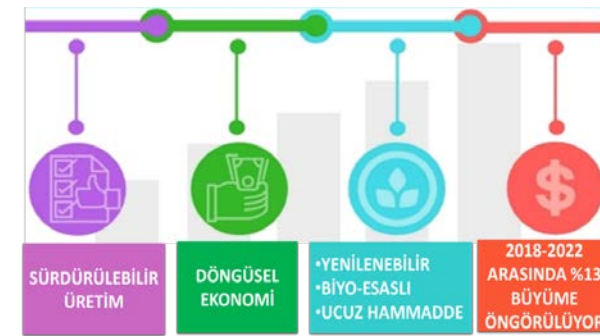 SÜRDÜRÜLEBİLİR
ÜRETİM
DÖNGÜSEL
EKONOMİ
•YENİLENEBİLİR
•BİYO-ESASLI
•UCUZ HAMMADDE
2018-2022
ARASINDA %13
BÜYÜME
ÖNGÖRÜLÜYOR
$